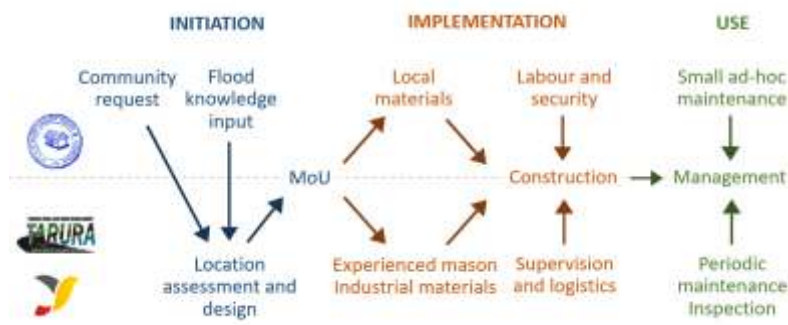 INITIATION
IMPLEMENTATION
USE
Community
request
Flood
knowledge
input
Local
materials
Labour and
security
Small ad-hoc
maintenance
MoU
Construction
Management
TARURA
Location
assessment and
design
Experienced mason
Industrial materials
Supervision
and logistics
Periodic
maintenance
Inspection